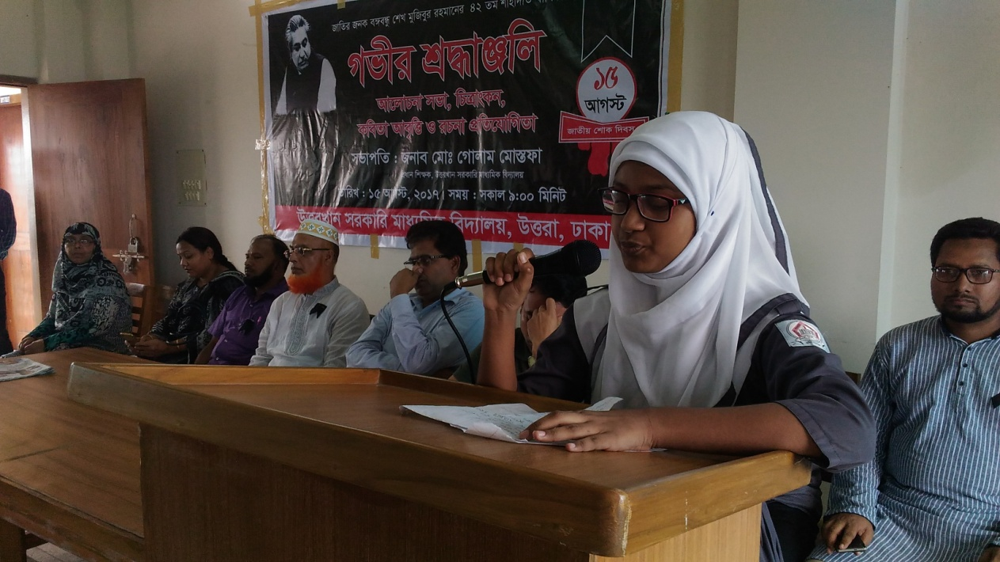 জাতির জনক বঙ্গবন্ধু শেখ মুজিবুর রহমানের ৪২ তম শাহাদাত
গভীর শ্রদ্ধাঞ্জলি
আলোচনা সভা, চিত্রাংকন,
কবিতা আবৃত্তি ও রচনা প্রতিযোগিতা
১৫
আগস্ট
জাতীয় শোক দিবস
সভাপতি : জনাব মোঃ গোলাম মোস্তফা
প্রধান শিক্ষক, উত্তরখান সরকারি মাধ্যমিক বিদ্যালয়
তারিখ : ১৫ আগস্ট, ২০১৭ । সময় : সকাল ৯:০০ মিনিট
উত্তরখান সরকারি মাধ্যমিক বিদ্যালয়, উত্তরা, ঢাকা